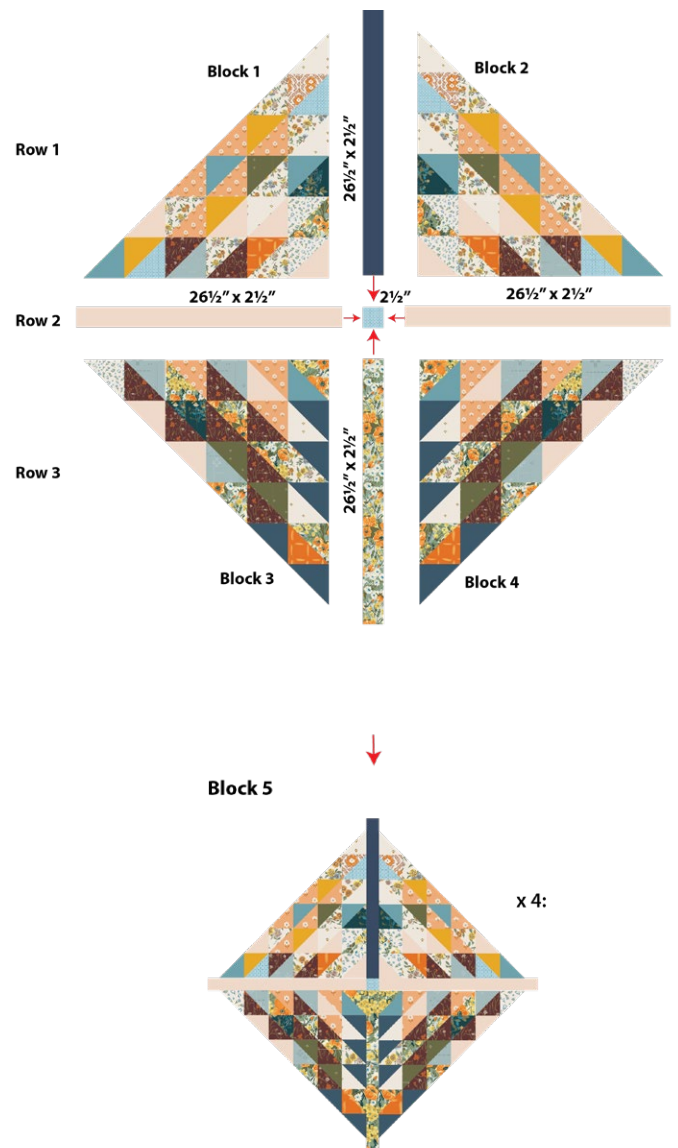 Block 1
Block 2
Row 1
26½” x 2½”
26½” x 2½”
2½”
26½” x 2½”
Row 2
Row 3
26½” x 2½”
Block 3
Block 4
Block 5
x 4: